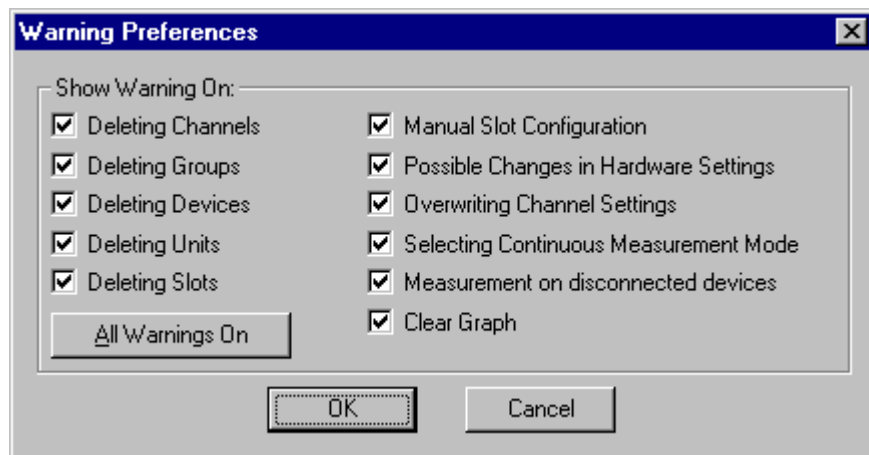 Warning Preferences
Show Warning On:
Deleting Channels
Deleting Groups
Deleting Devices
Deleting Units
Deleting Slots
All Warnings On
Manual Slot Configuration
Possible Changes in Hardware Settings
Overwriting Channel Settings
Selecting Continuous Measurement Mode
Measurement on disconnected devices
Clear Graph
OK
Cancel